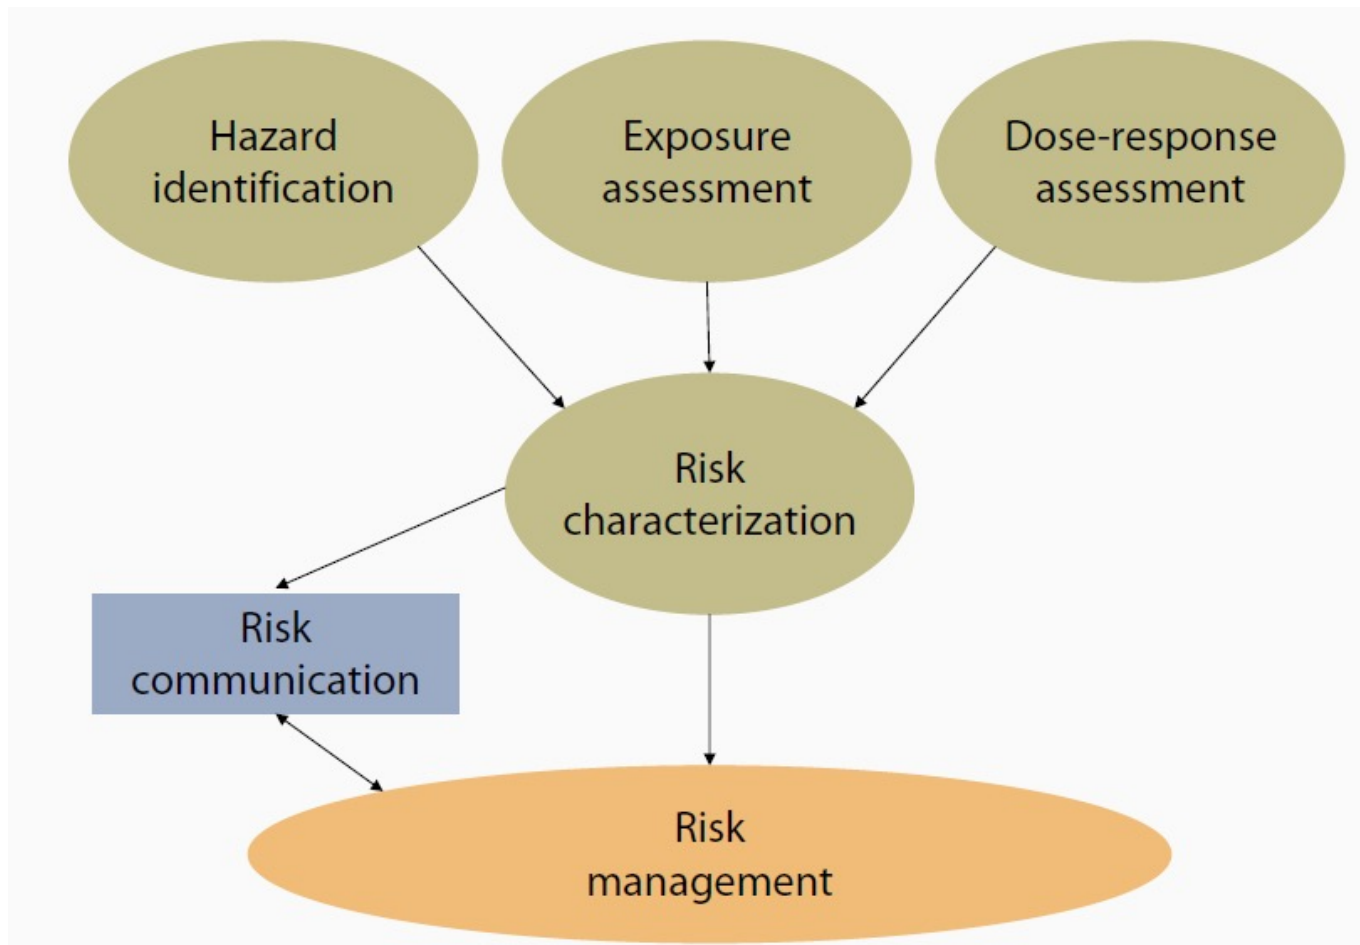 Hazard
identification
Exposure
assessment
Dose-response
assessment
Risk
characterization
Risk
communication
Risk
management